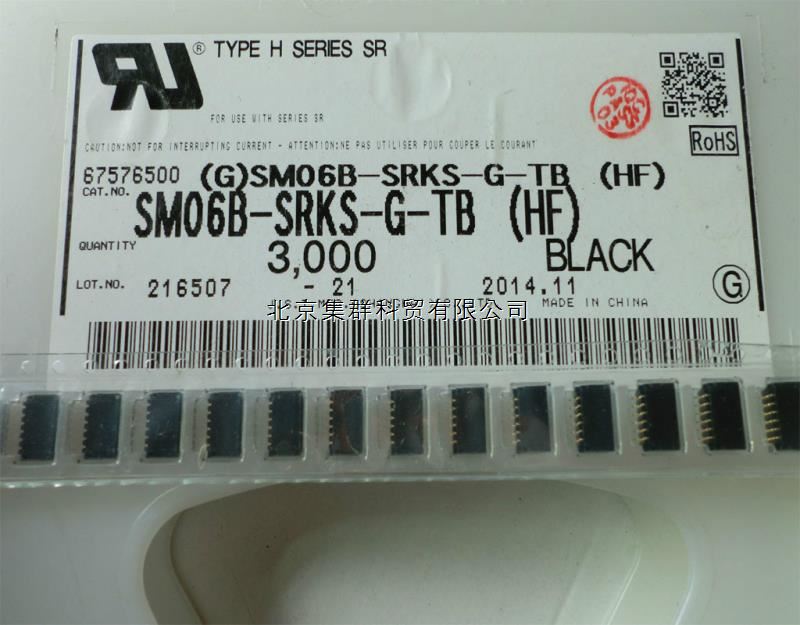 ® TYPE H SERIES SR
FOR USE WITH SERIES SR
CAUTION:NOT FOR INTERRUPTING CURRENT - ATTENTION:NE PAS UTILISER POUR COUPER LE COURANT
RoHS
67576500 (G)SM06B-SRKS-G-TB (HF)
CAT.NO.
SM06B-SRKS-G-TB (HF)
QUANTITY
3,000 BLACK
LOT.NO. 216507 - 21 2014.11
G
MADE IN CHINA
北京集群科贸有限公司